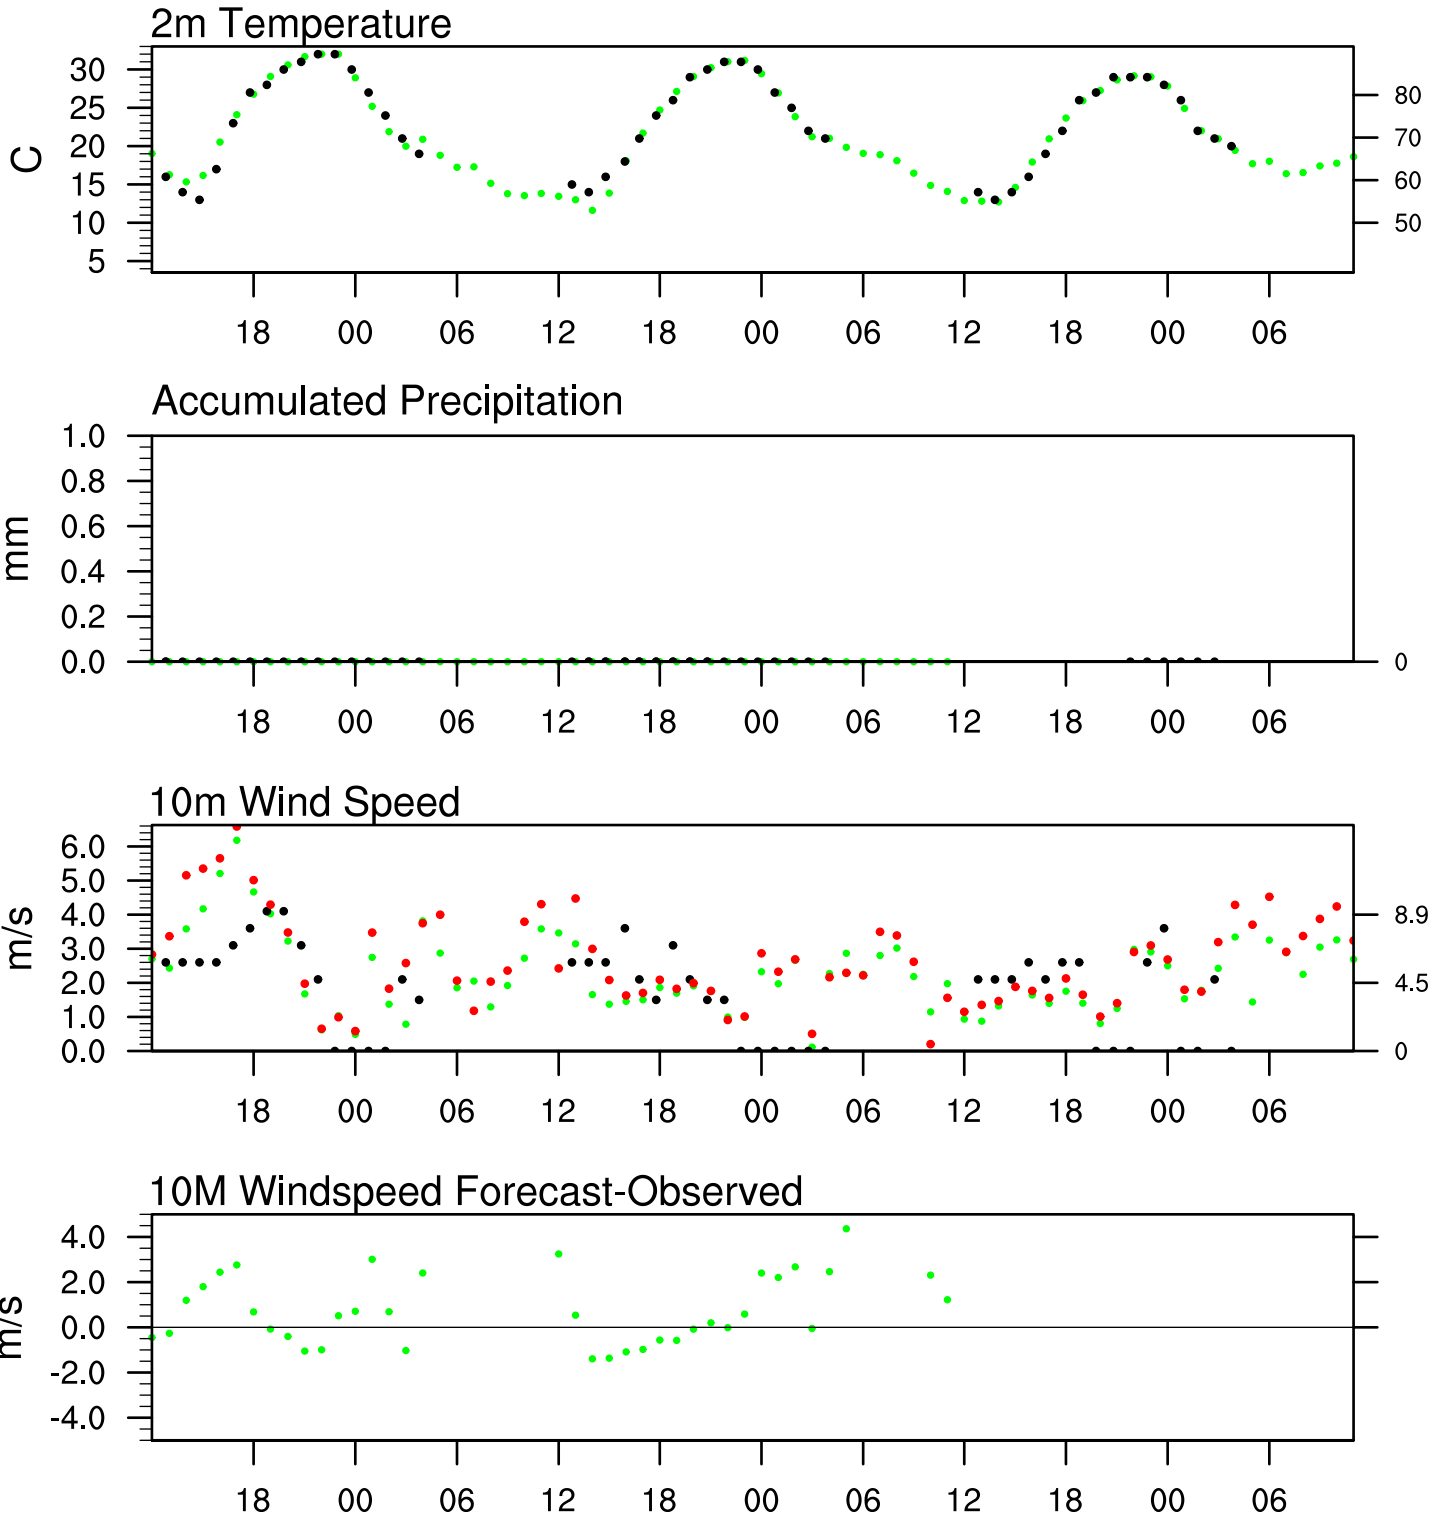 2m Temperature
30
25
20
15
10
5
C
80
70
60
50
18 00 06 12 18 00 06 12 18 00 06
Accumulated Precipitation
1.0
0.8
0.6
0.4
0.2
0.0
mm
0
18 00 06 12 18 00 06 12 18 00 06
10m Wind Speed
6.0
5.0
4.0
3.0
2.0
1.0
0.0
m/s
8.9
4.5
0
18 00 06 12 18 00 06 12 18 00 06
10M Windspeed Forecast-Observed
4.0
2.0
0.0
-2.0
-4.0
m/s
18 00 06 12 18 00 06 12 18 00 06